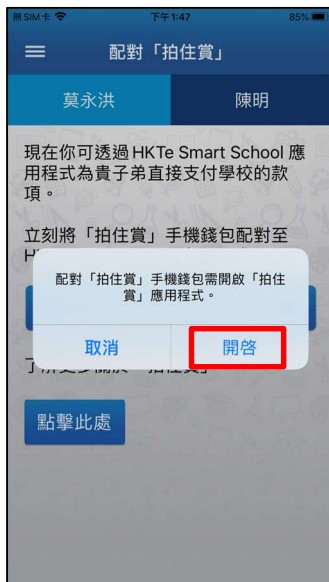 無SIM卡
下午1:47
85%
配對「拍住賞」
莫永洪
陳明
現在你可透過 HKTe Smart School 應
用程式為貴子弟直接支付學校的款
項。
立刻將「拍住賞」手機錢包配對至
配對「拍住賞」手機錢包需開啟「拍住
賞」應用程式。
取消
開啓
了解更多關於「拍住賞」
點擊此處